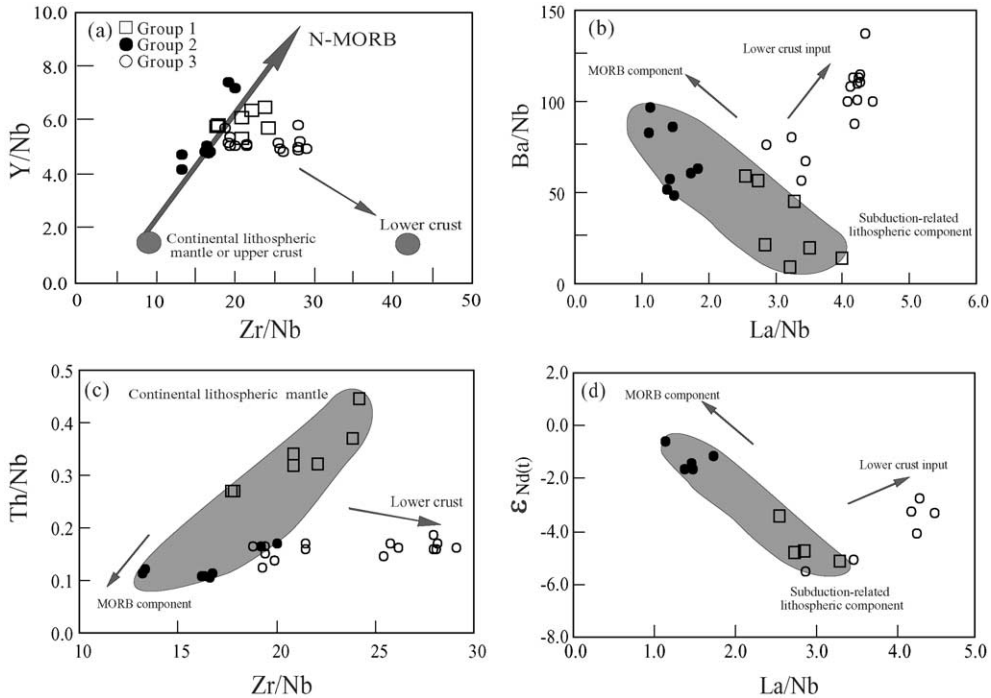 (a)
Group 1
Group 2
Group 3
N-MORB
Continental lithospheric
mantle or upper crust
Lower crust
10.0
8.0
6.0
4.0
2.0
0.0
0
10
20
30
40
50
Y/Nb
Zr/Nb
(b)
Lower crust input
MORB component
Subduction-related
lithospheric component
150
100
50
0
0.0
1.0
2.0
3.0
4.0
5.0
6.0
Ba/Nb
La/Nb
(c)
Continental lithospheric mantle
Lower crust
MORB component
0.5
0.4
0.3
0.2
0.1
0.0
10
15
20
25
30
Th/Nb
Zr/Nb
(d)
MORB component
Lower crust input
Subduction-related
lithospheric component
2.0
0.0
-2.0
-4.0
-6.0
-8.0
0.0
1.0
2.0
3.0
4.0
5.0
ε Nd(t)
La/Nb